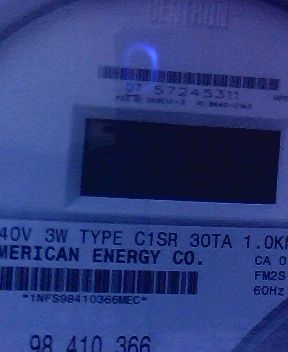 CENTRON
07 57245311
40V 3W TYPE C1SR 30TA 1.0K
MERICAN ENERGY CO.
CA 0
FM2S
60Hz
*1NFS98410366MEC*
98 410 366